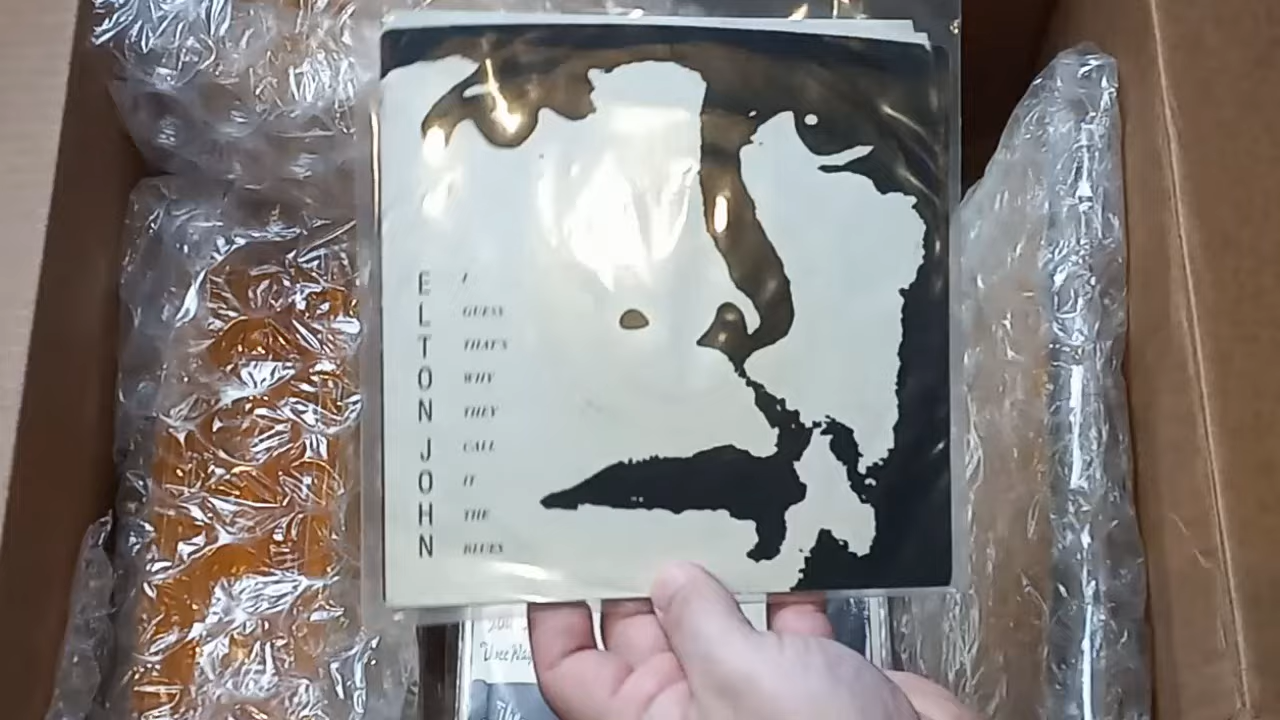 ELTON JOHN
I
GUESS
THAT'S
WHY
THEY
CALL
IT
THE
BLUES